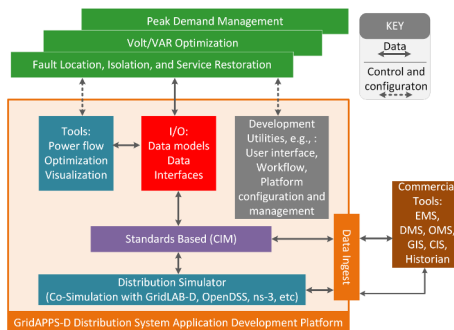 Peak Demand Management
Volt/VAR Optimization
Fault Location, Isolation, and Service Restoration
KEY
Data
Control and
configuraton
Tools:
Power flow
Optimization
Visualization
I/O:
Data models
Data
Interfaces
Development
Utilities, e.g., :
User interface,
Workflow,
Platform
configuration and
management
Commercial
Tools:
EMS,
DMS, OMS,
GIS, CIS,
Historian
Data Ingest
Standards Based (CIM)
Distribution Simulator
(Co-Simulation with GridLAB-D, OpenDSS, ns-3, etc)
GridAPPS-D Distribution System Application Development Platform